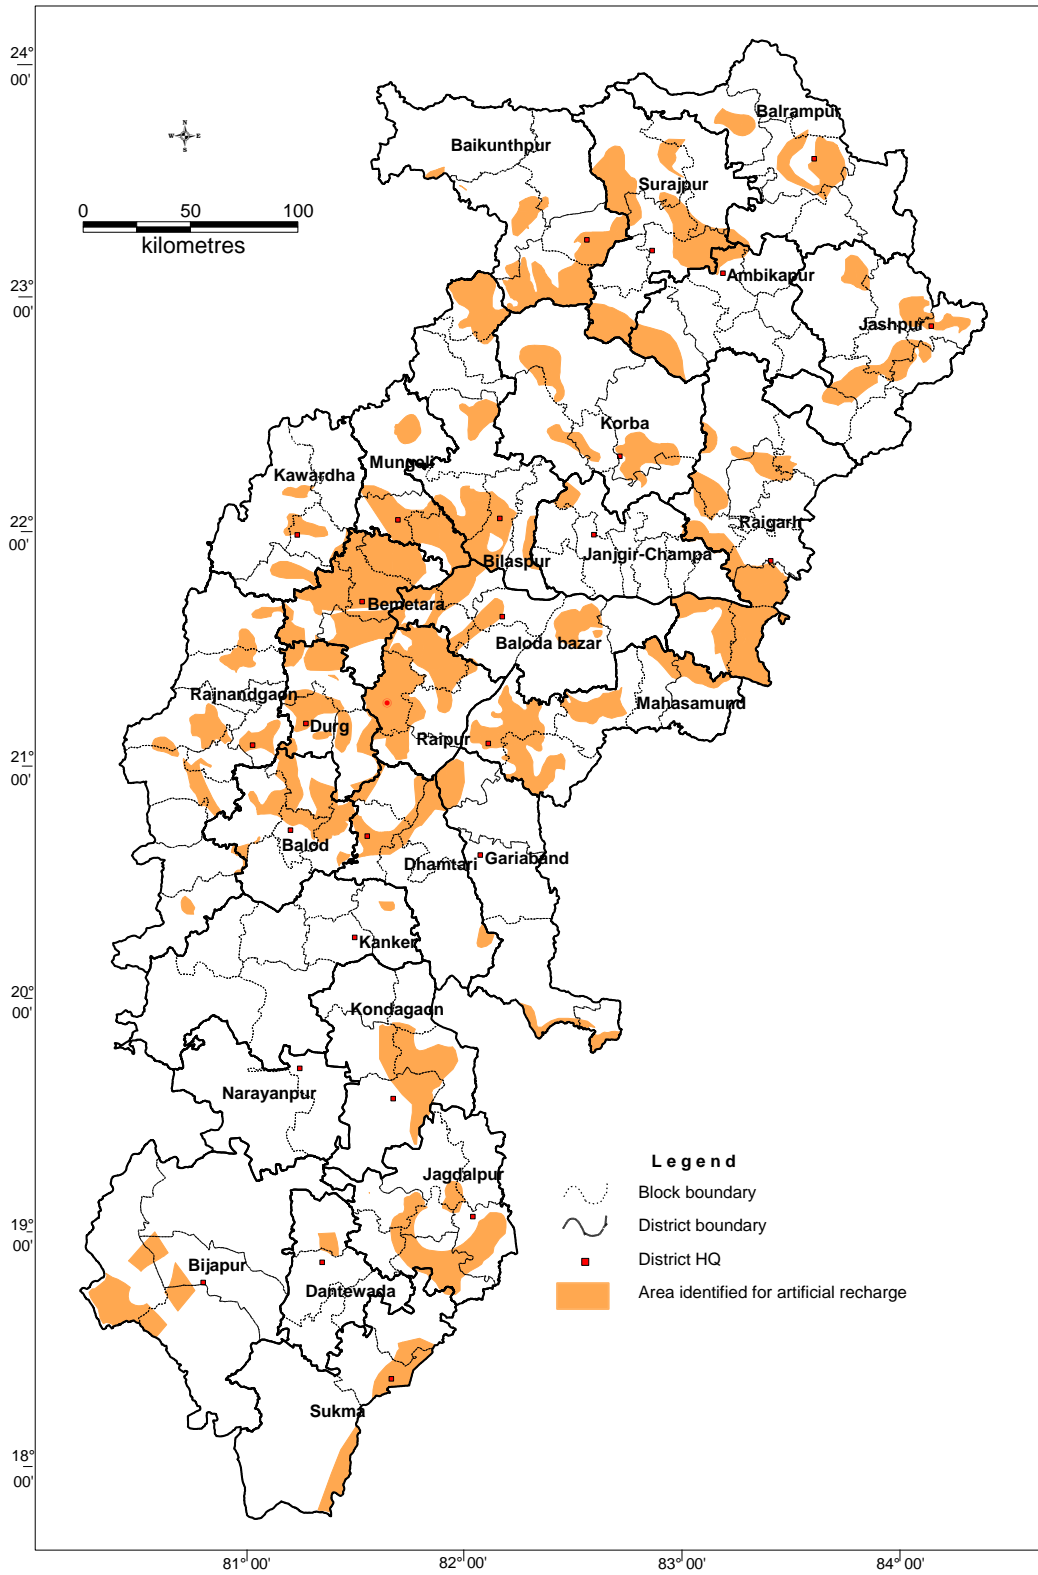 24°
00'
Balrampur
N
W E
S
Baikunthpur
Surajpur
0 50 100
kilometres
Ambikapur
23°
00'
Jashpur
Korba
Mungeli
Kawardha
22°
00'
Raigarh
Bilaspur
Janjgir-Champa
Bemetara
Baloda bazar
Rajnandgaon
Mahasamund
Durg
Raipur
21°
00'
Balod
Dhamtari
Gariaband
Kanker
20°
00'
Kondagaon
Narayanpur
Legend
Jagdalpur
Block boundary
19°
00'
District boundary
Bijapur
District HQ
Dantewada
Area identified for artificial recharge
Sukma
18°
00'
81° 00' 82° 00' 83° 00' 84° 00'